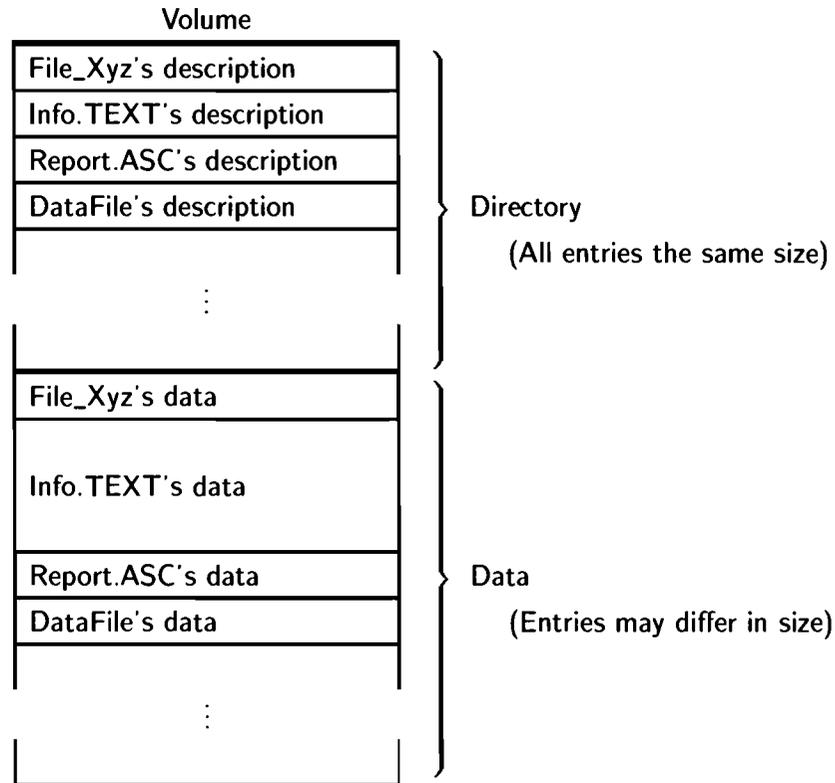 Volume
File_Xyz's description
Info.TEXT's description
Report.ASC's description
DataFile's description
Directory
(All entries the same size)
⋮
File_Xyz's data
Info.TEXT's data
Report.ASC's data
Data
DataFile's data
(Entries may differ in size)
⋮